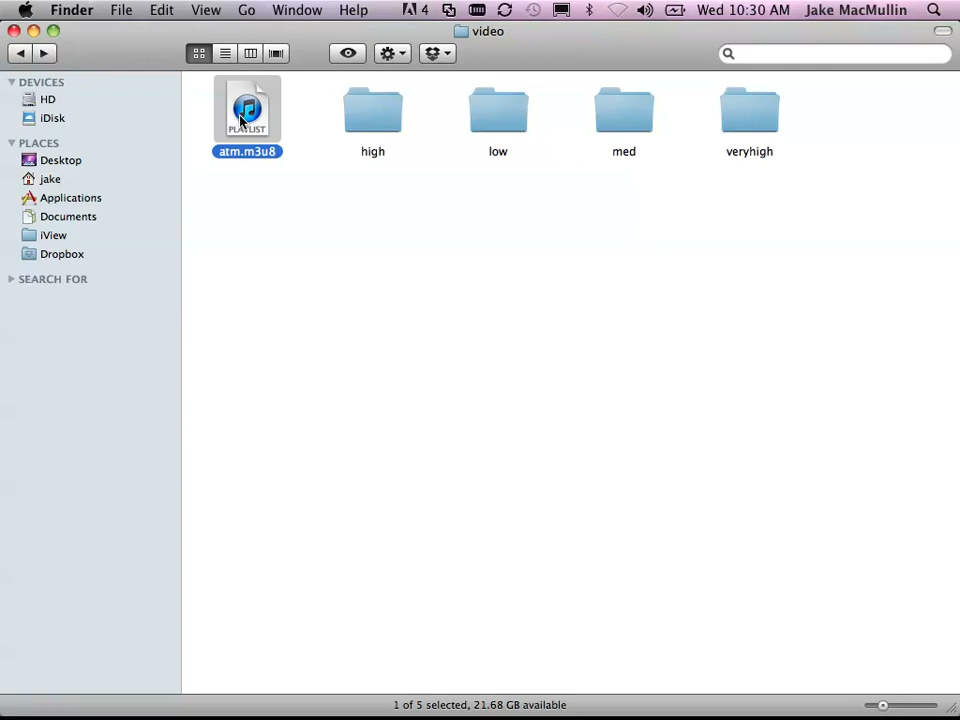 Finder File Edit View Go Window Help 4 Wed 10:30 AM Jake MacMullin
video
DEVICES
HD
iDisk
PLACES
Desktop
jake
Applications
Documents
iView
Dropbox
SEARCH FOR
PLAYLIST
atm.m3u8 high low med veryhigh
1 of 5 selected, 21.68 GB available